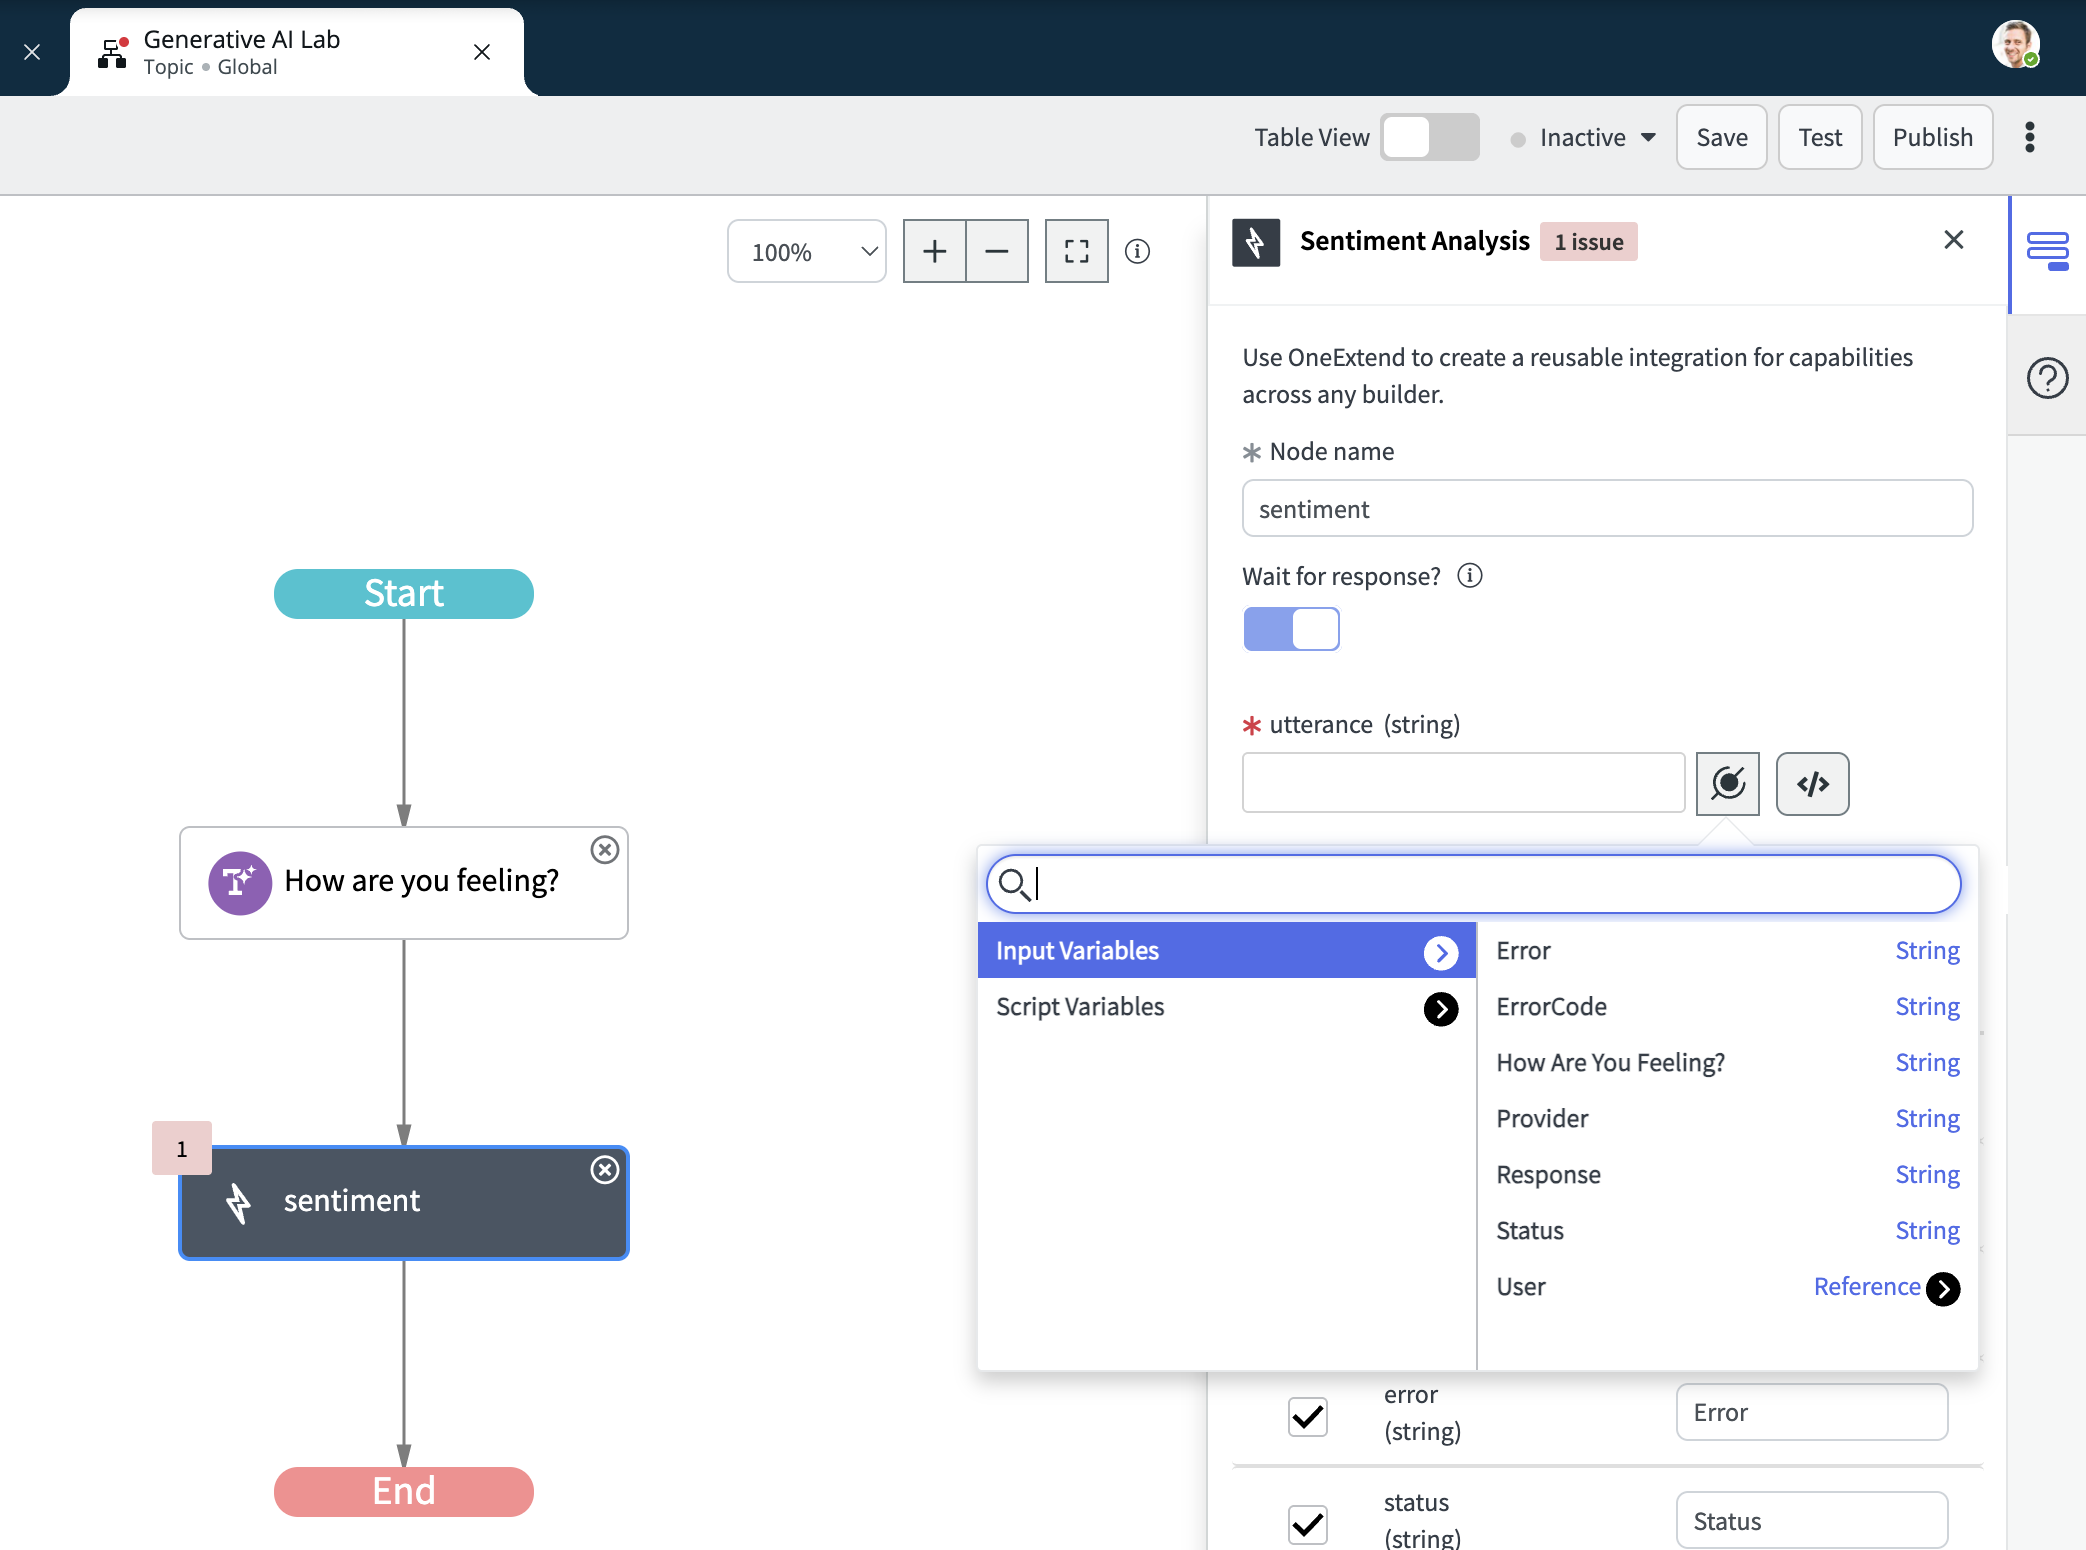 Generative AI Lab
Topic • Global
Table View
Inactive
Save
Test
Publish
100%
Sentiment Analysis
1 issue
Use OneExtend to create a reusable integration for capabilities
across any builder.
* Node name
sentiment
Wait for response?
* utterance (string)
</>
Start
How are you feeling?
1
sentiment
End
Input Variables
Script Variables
Error String
ErrorCode String
How Are You Feeling? String
Provider String
Response String
Status String
User Reference
error
(string)
Error
status
(string)
Status